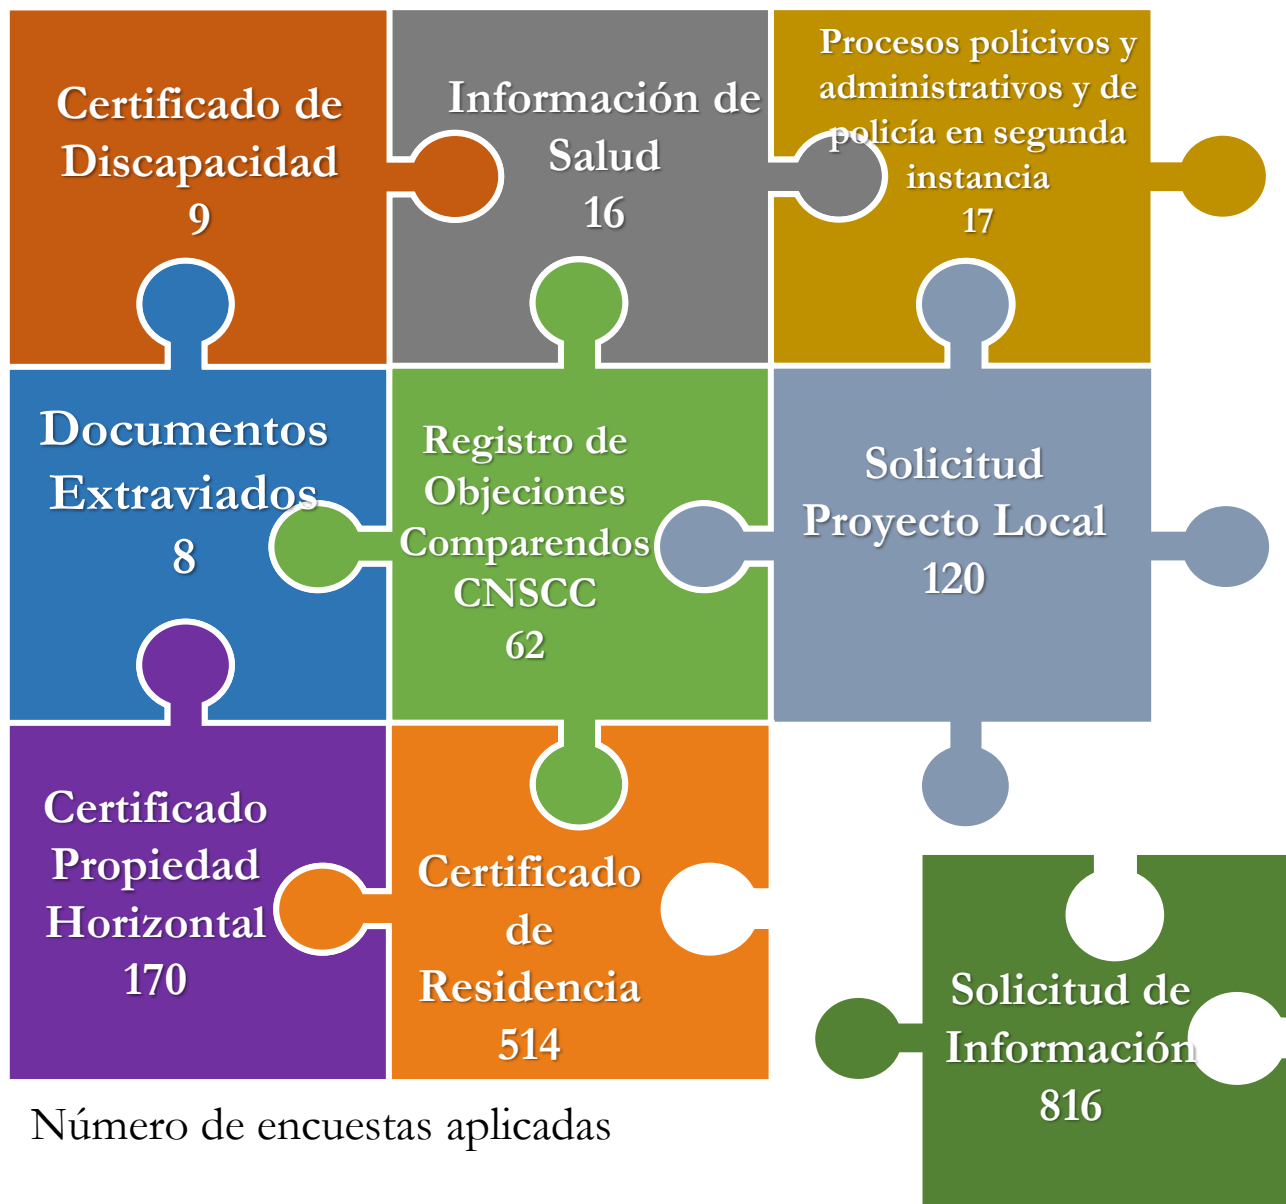 Certificado de
Discapacidad
9
Información de
Salud
16
Procesos policivos y
administrativos y de
policía en segunda
instancia
17
Documentos
Extraviados
8
Registro de
Objeciones
Comparendos
CNSCC
62
Solicitud
Proyecto Local
120
Certificado
Propiedad
Horizontal
170
Certificado
de
Residencia
514
Solicitud de
Información
816
Número de encuestas aplicadas